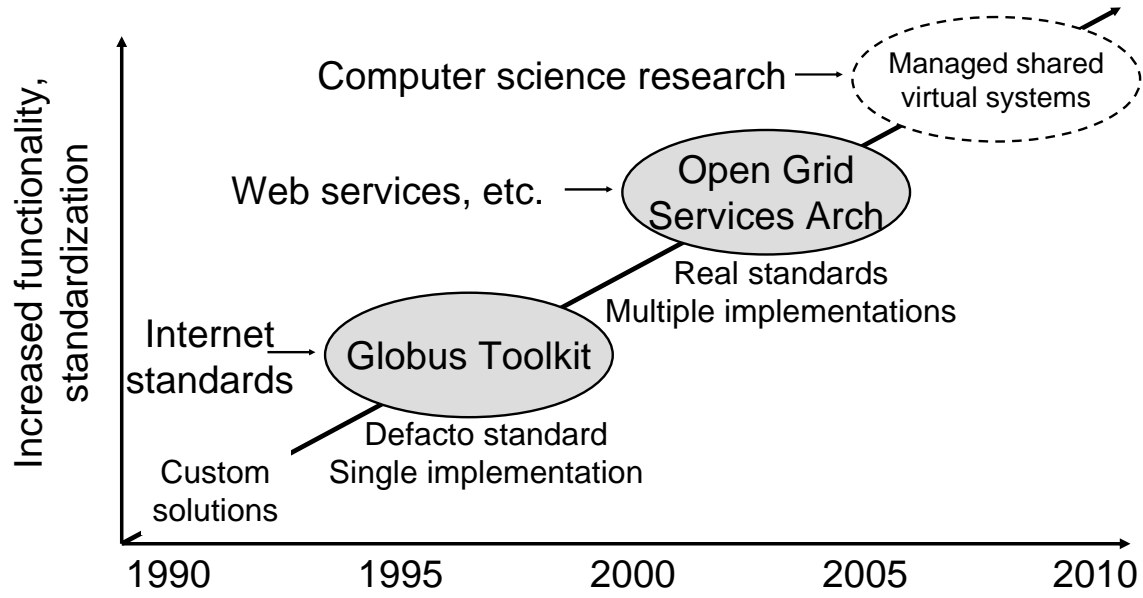 Increased functionality,
standardization
Computer science research
Managed shared
virtual systems
Web services, etc.
Open Grid
Services Arch
Real standards
Multiple implementations
Internet
standards
Globus Toolkit
Defacto standard
Single implementation
Custom
solutions
1990 1995 2000 2005 2010